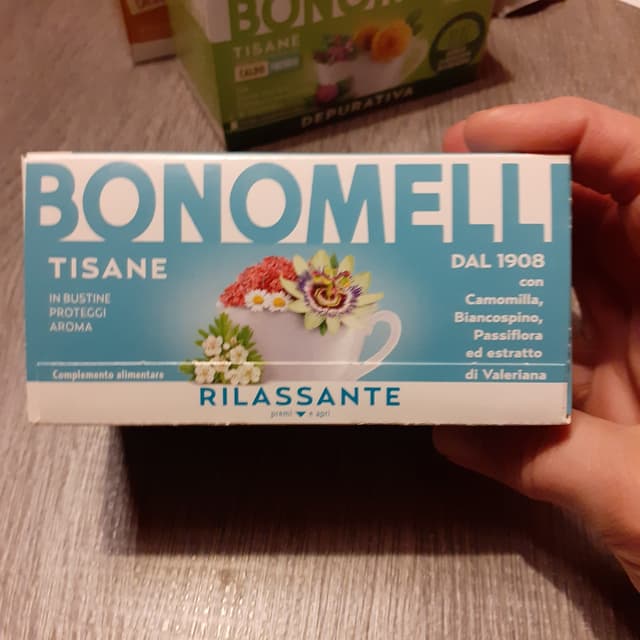 BONOMELLI
TISANE
DEPURATIVA
BONOMELLI
TISANE
IN BUSTINE
PROTEGGI
AROMA
Complemento alimentare
DAL 1908
con
Camomilla,
Biancospino,
Passiflora
ed estratto
di Valeriana
RILASSANTE
premi e apri